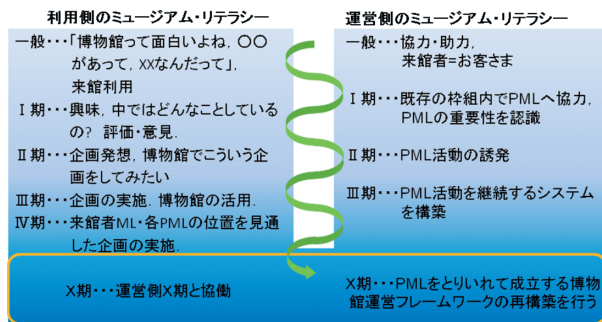 利用側のミュージアム・リテラシー
一般・・・「博物館って面白いよね，〇〇
があって，XXなんだって」，
来館利用
Ⅰ期・・・興味，中ではどんなことしている
の？ 評価・意見．
Ⅱ期・・・企画発想，博物館でこういう企
画をしてみたい
Ⅲ期・・・企画の実施．博物館の活用．
Ⅳ期・・・来館者ML・各PMLの位置を見通
した企画の実施．
X期・・・運営側X期と協働
運営側のミュージアム・リテラシー
一般・・・協力・助力，
来館者=お客さま
Ⅰ期・・・既存の枠組内でPMLへ協力，
PMLの重要性を認識
Ⅱ期・・・PML活動の誘発
Ⅲ期・・・PML活動を継続するシステム
を構築
X期・・・PMLをとりいれて成立する博物
館運営フレームワークの再構築を行う